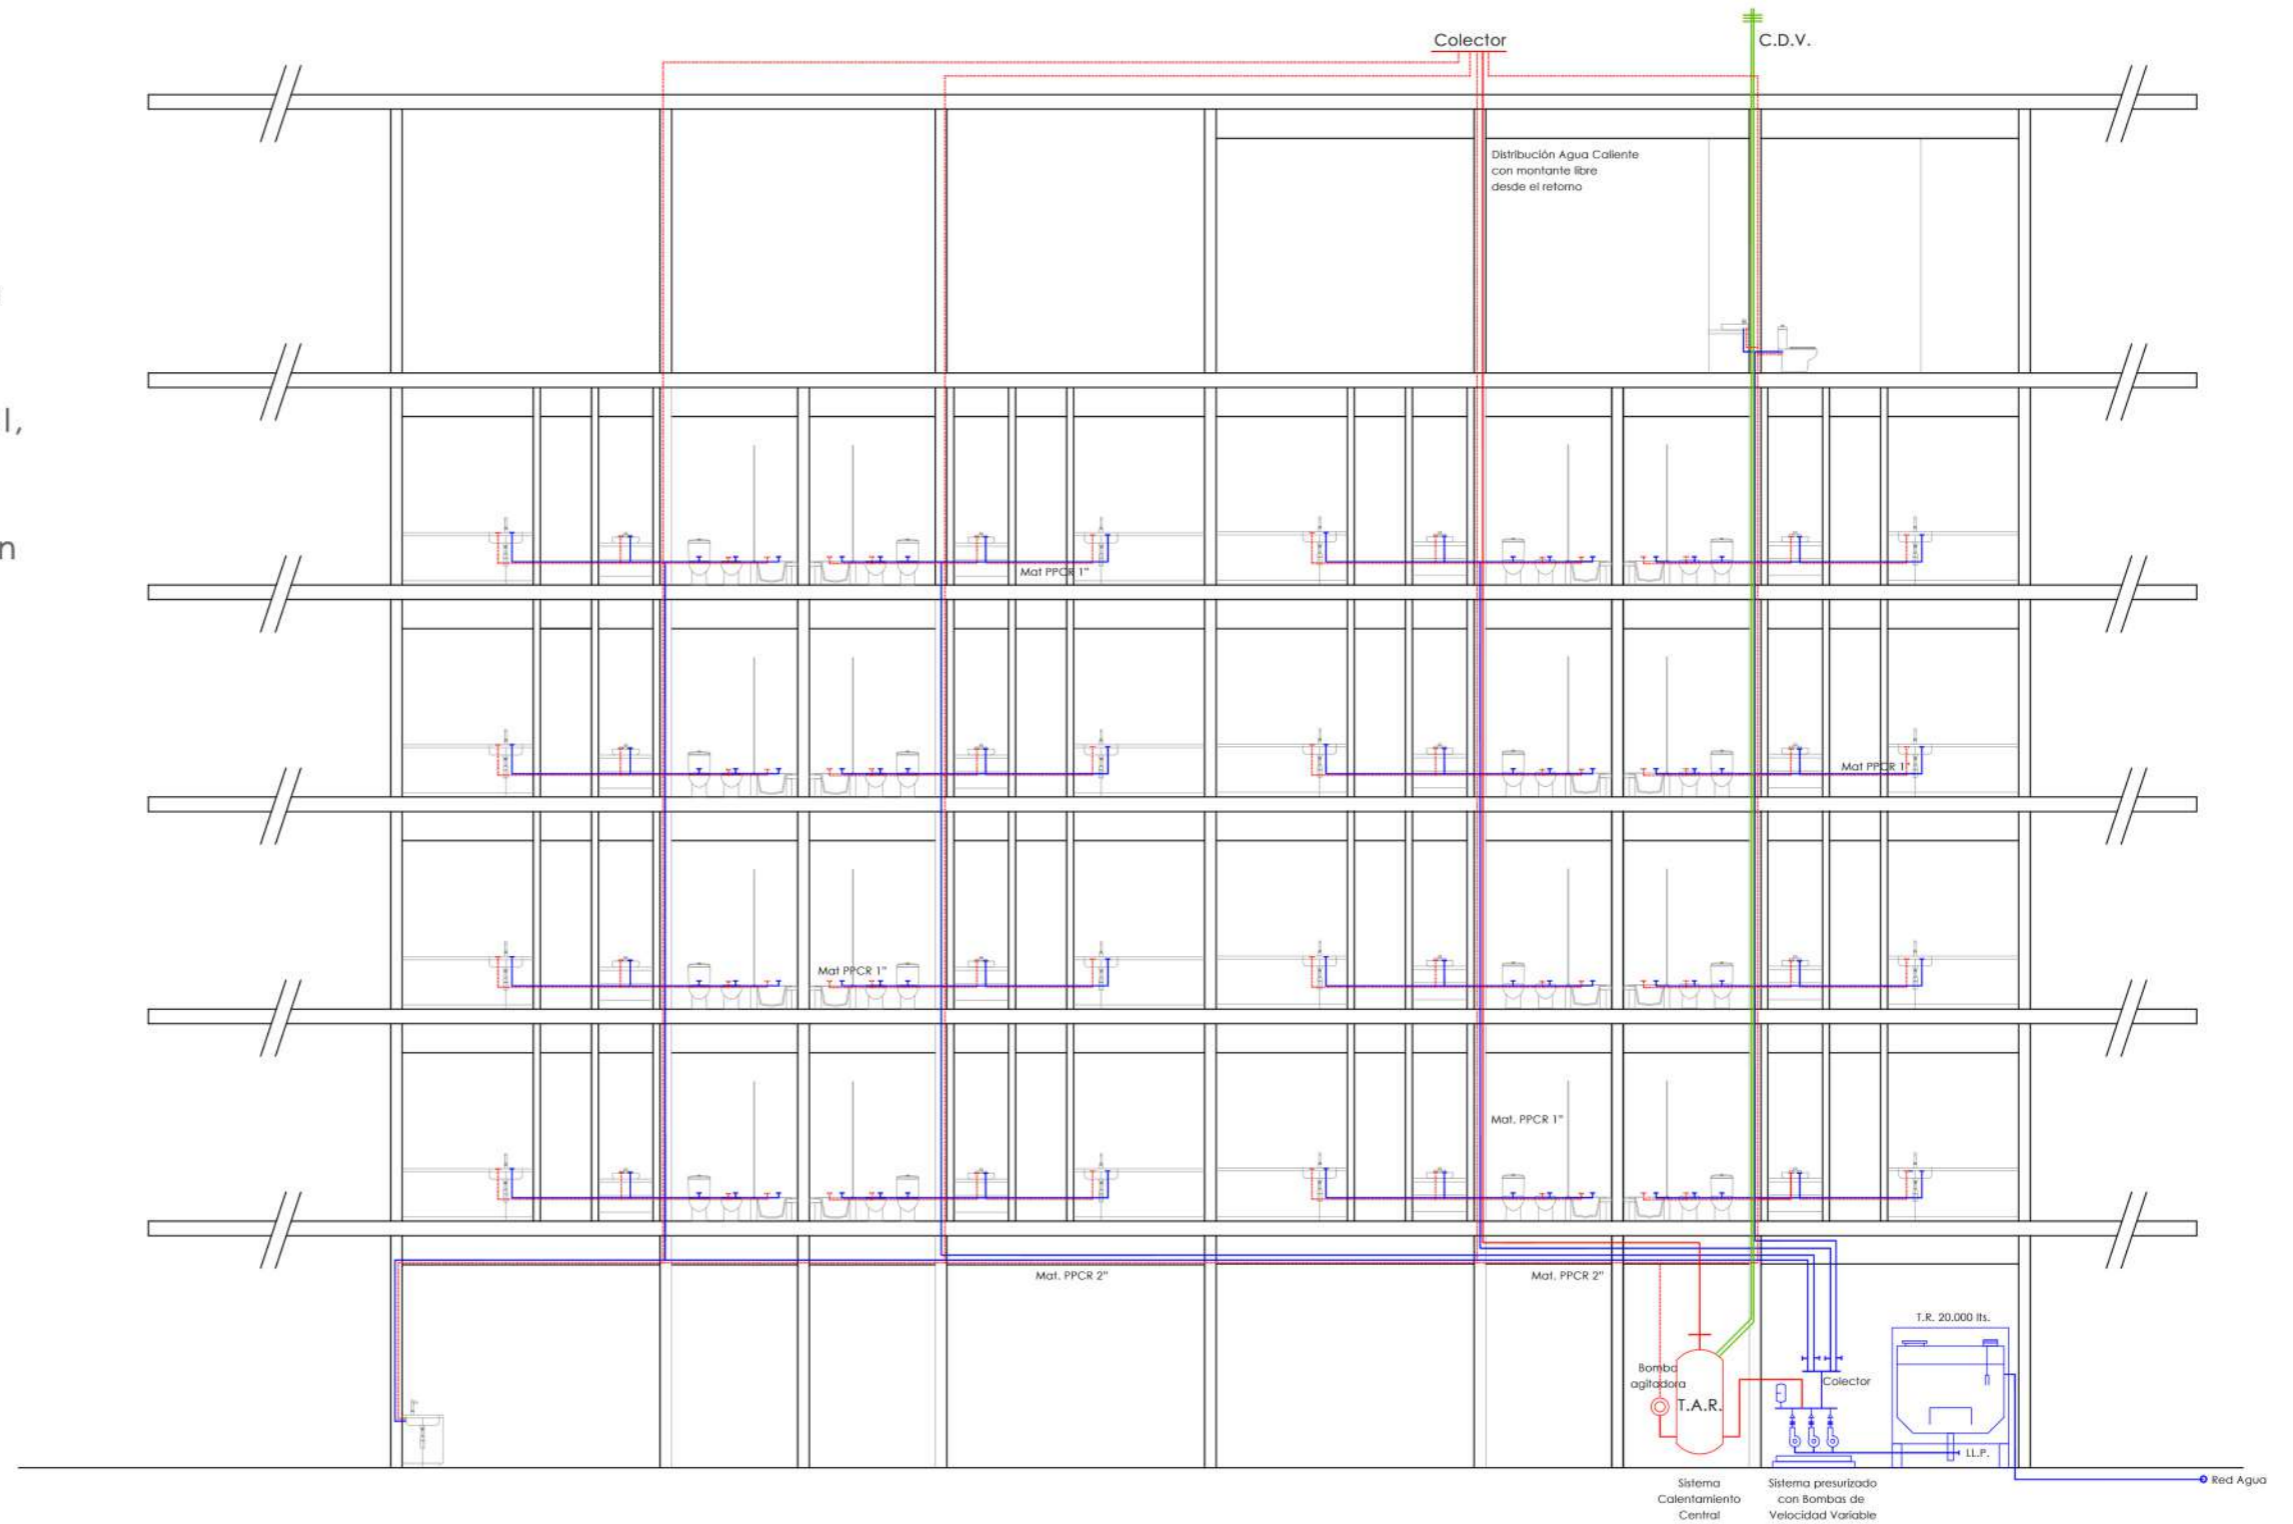 Colector
C.D.V.
Distribución Agua Caliente
con montante libre
desde el retorno
l,
n
Mat PPCR 1"
Mat PPCR 1"
Mat PPCR 1"
Mat. PPCR 1"
Mat. PPCR 2"
Mat. PPCR 2"
T.R. 20.000 lts.
Bomba
agitadora
T.A.R.
Colector
LL.P.
Red Agua
Sistema
Calentamiento
Central
Sistema presurizado
con Bombas de
Velocidad Variable